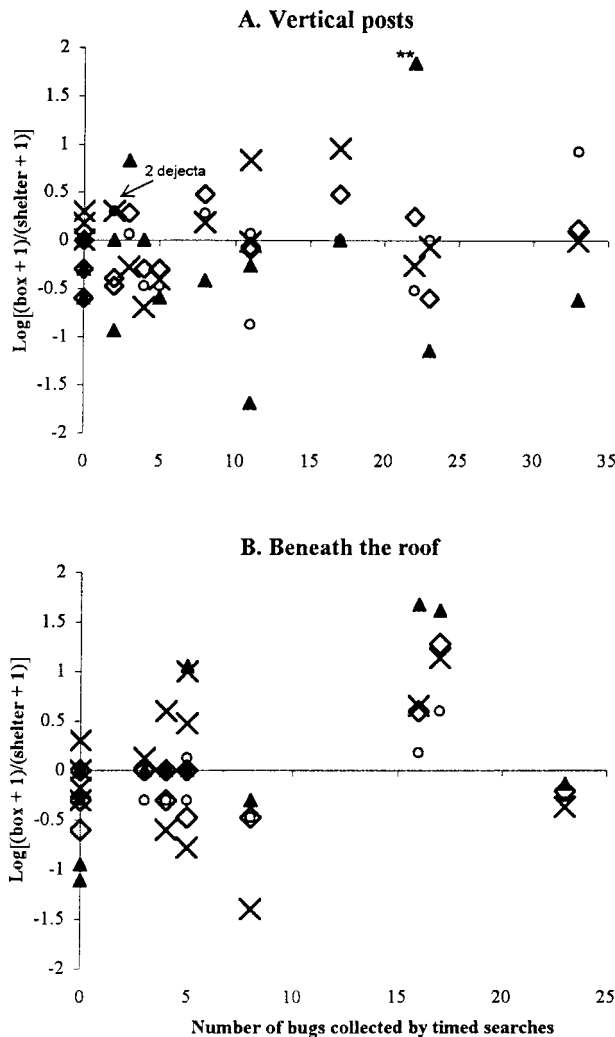 A. Vertical posts
Log[(box + 1)/(shelter + 1)]
2
1.5
1
0.5
0
-0.5
-1
-1.5
-2
**
2 dejecta
0 5 10 15 20 25 30 35
B. Beneath the roof
Log[(box + 1)/(shelter + 1)]
2
1.5
1
0.5
0
-0.5
-1
-1.5
-2
0 5 10 15 20 25
Number of bugs collected by timed searches